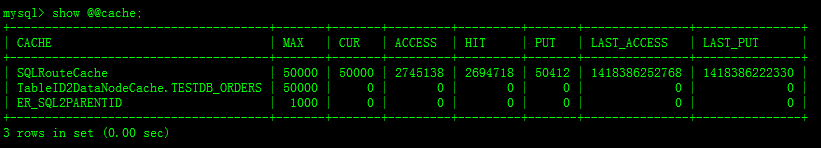 mysql> show @@cache;
+-------------------------------------+-------+-------+---------+---------+-------+---------------+---------------+
| CACHE | MAX | CUR | ACCESS | HIT | PUT | LAST_ACCESS | LAST_PUT |
+-------------------------------------+-------+-------+---------+---------+-------+---------------+---------------+
| SQLRouteCache | 50000 | 50000 | 2745138 | 2694718 | 50412 | 1418386252768 | 1418386222330 |
| TableID2DataNodeCache.TESTDB_ORDERS | 50000 | 0 | 0 | 0 | 0 | 0 | 0 |
| ER_SQL2PARENTID | 1000 | 0 | 0 | 0 | 0 | 0 | 0 |
+-------------------------------------+-------+-------+---------+---------+-------+---------------+---------------+
3 rows in set (0.00 sec)